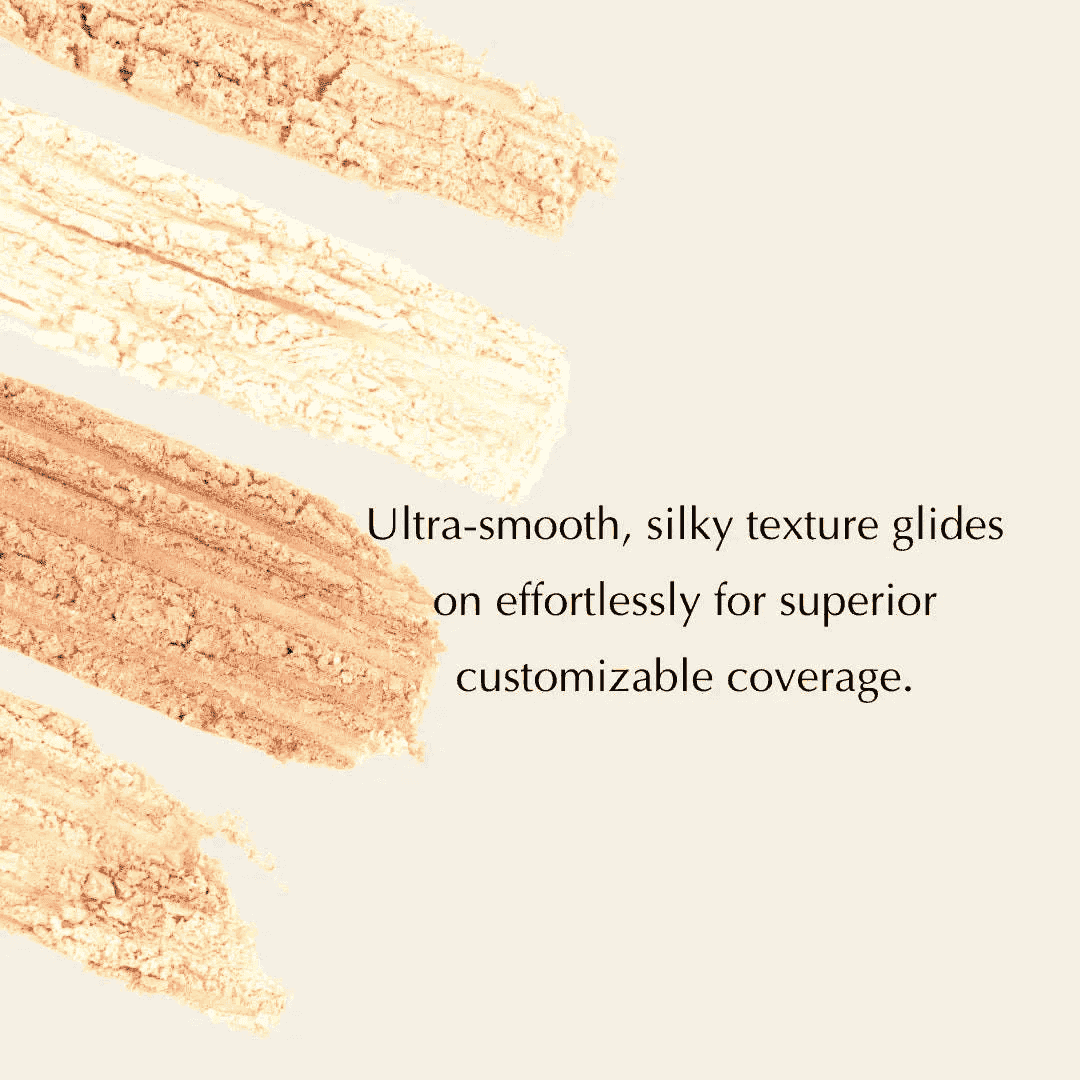 Ultra-smooth, silky texture glides
on effortlessly for superior
customizable coverage.